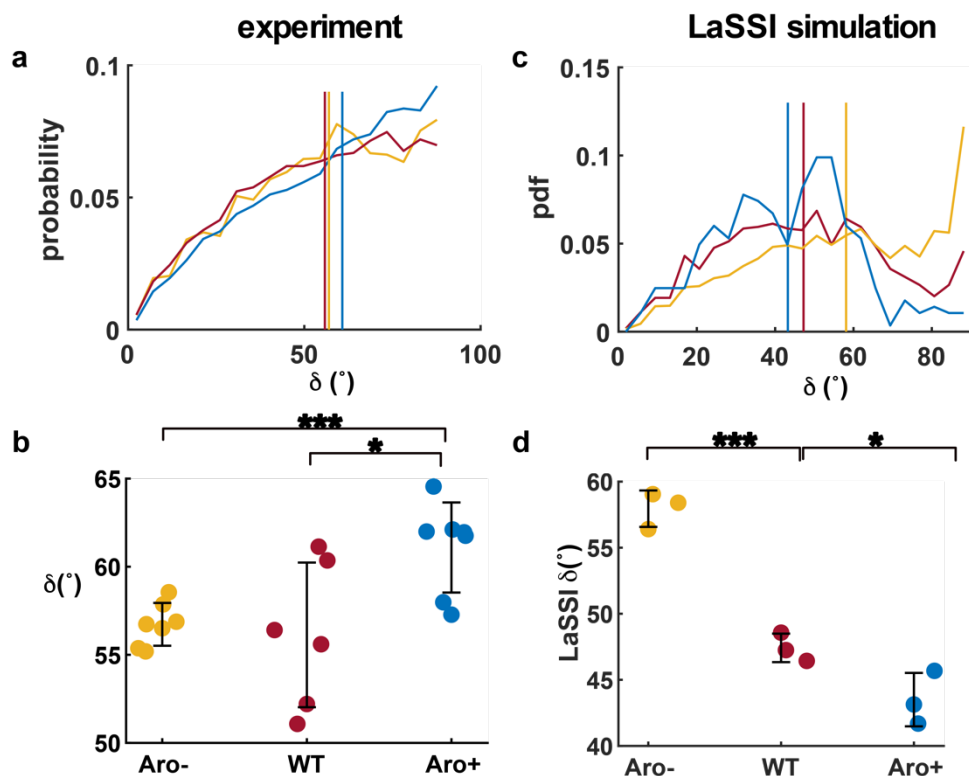 experiment
a
0.1
0.05
0
probability
0 50 100
δ (˚)
LaSSI simulation
c
0.15
0.1
0.05
0
pdf
0 20 40 60 80
δ (˚)
b
***
*
65
60
55
50
δ(˚)
Aro- WT Aro+
d
***
*
60
55
50
45
40
LaSSI δ(˚)
Aro- WT Aro+